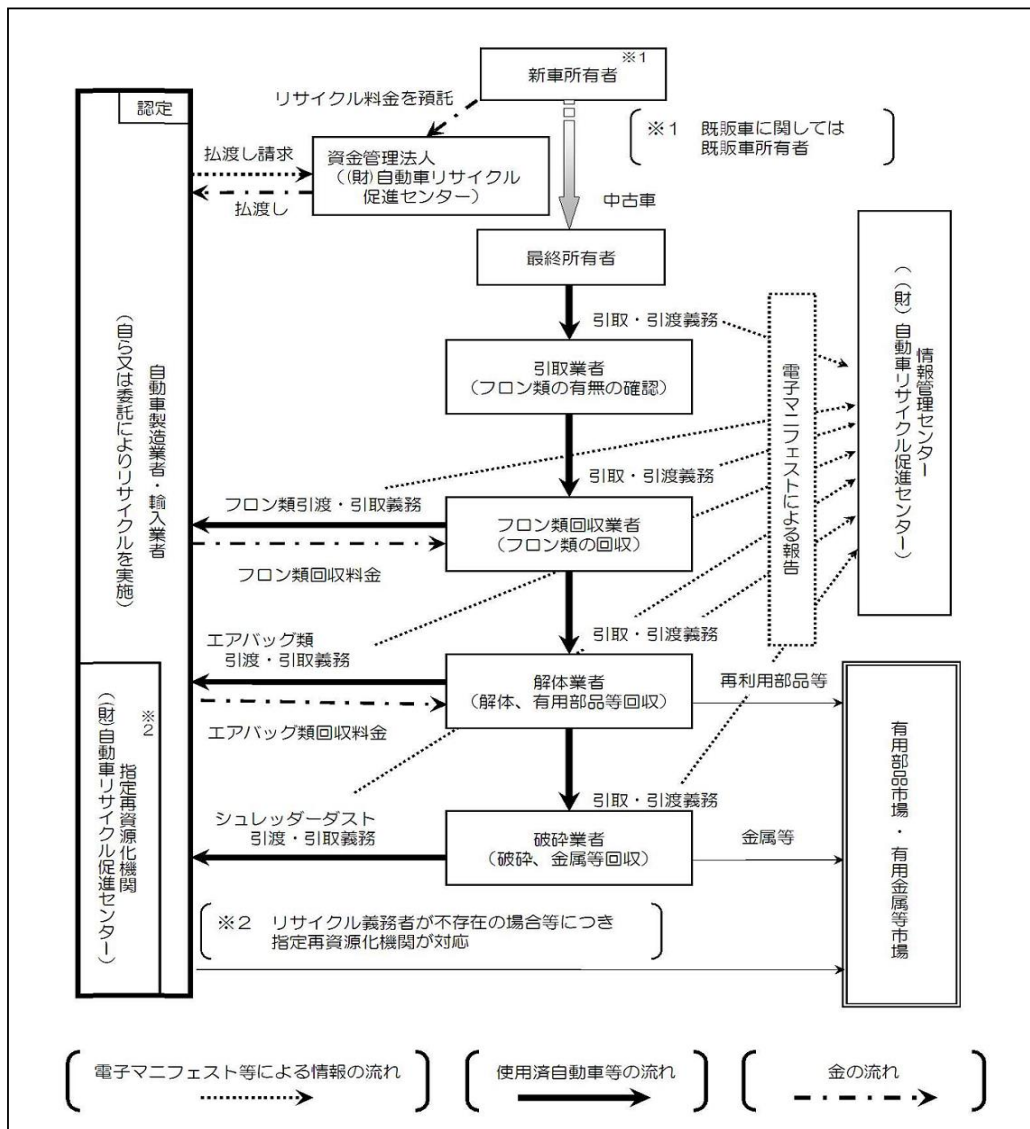 新車所有者
※1
リサイクル料金を預託
認定
※1 既販車に関しては
既販車所有者
払渡し請求
資金管理法人
((財)自動車リサイクル
促進センター)
払渡し
中古車
最終所有者
引取・引渡義務
引取業者
(フロン類の有無の確認)
電子マニフェストによる報告
情報管理センター
((財)自動車リサイクル促進センター)
自動車製造業者・輸入業者
(自ら又は委託によりリサイクルを実施)
引取・引渡義務
フロン類引渡・引取義務
フロン類回収業者
(フロン類の回収)
フロン類回収料金
引取・引渡義務
エアバッグ類
引渡・引取義務
解体業者
(解体、有用部品等回収)
再利用部品等
エアバッグ類回収料金
※2
指定再資源化機関
((財)自動車リサイクル促進センター)
引取・引渡義務
シュレッダーダスト
引渡・引取義務
破砕業者
(破砕、金属等回収)
金属等
有用部品市場・有用金属等市場
※2 リサイクル義務者が不存在の場合等につき
指定再資源化機関が対応
電子マニフェスト等による情報の流れ
使用済自動車等の流れ
金の流れ